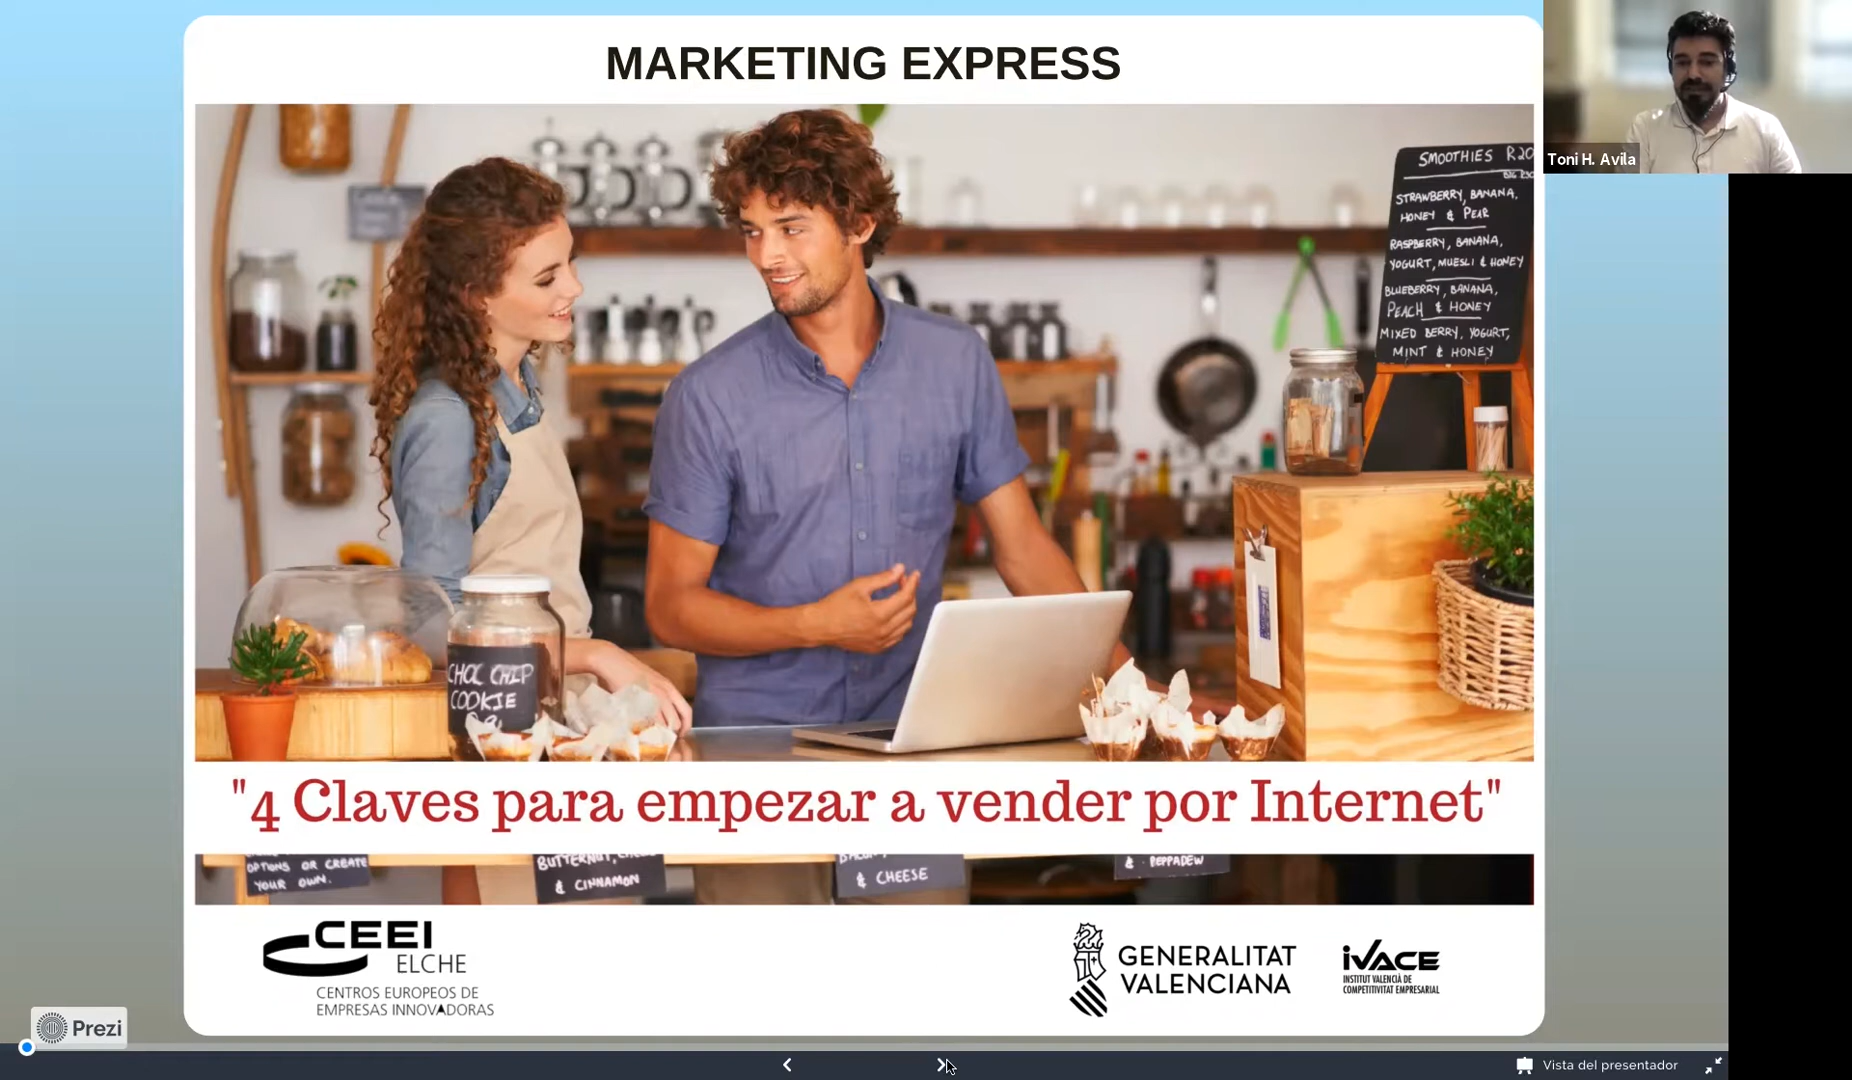 MARKETING EXPRESS
Toni H. Avila
SMOOTHIES R20
STRAWBERRY, BANANA,
HONEY & PEAR
RASPBERRY, BANANA,
YOGURT, MUESLI & HONEY
BLUEBERRY, BANANA,
PEACH & HONEY
MIXED BERRY, YOGURT,
MINT & HONEY
CHOC CHIP
COOKIE
"4 Claves para empezar a vender por Internet"
OPTIONS OR CREATE
YOUR OWN.
BUTTERNUT,
& CINNAMON
& CHEESE
& PEPPADEW
CEEI
ELCHE
CENTROS EUROPEOS DE
EMPRESAS INNOVADORAS
GENERALITAT
VALENCIANA
iVACE
INSTITUT VALENCIÀ DE
COMPETITIVITAT EMPRESARIAL
Prezi
Vista del presentador